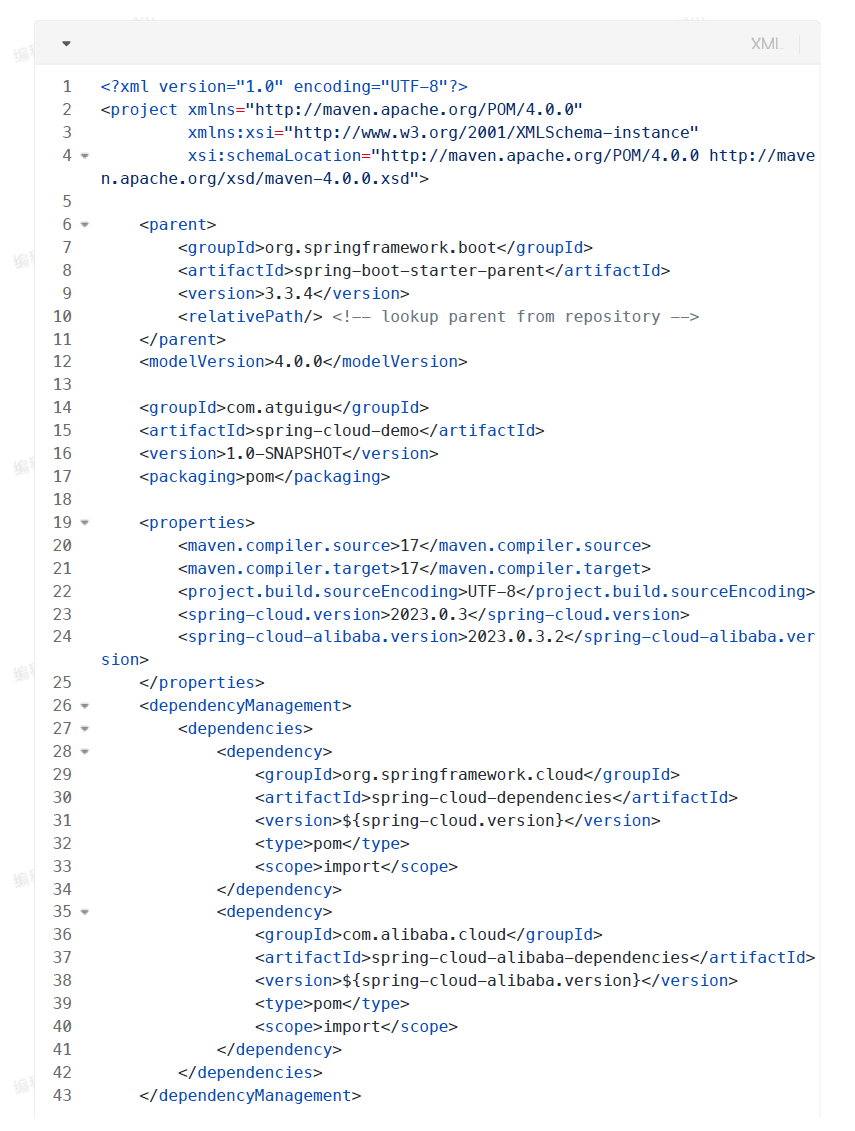 XML
1 <?xml version="1.0" encoding="UTF-8"?>
2 <project xmlns="http://maven.apache.org/POM/4.0.0"
3          xmlns:xsi="http://www.w3.org/2001/XMLSchema-instance"
4          xsi:schemaLocation="http://maven.apache.org/POM/4.0.0 http://mave
n.apache.org/xsd/maven-4.0.0.xsd">
5
6     <parent>
7         <groupId>org.springframework.boot</groupId>
8         <artifactId>spring-boot-starter-parent</artifactId>
9         <version>3.3.4</version>
10         <relativePath/> <!-- lookup parent from repository -->
11     </parent>
12     <modelVersion>4.0.0</modelVersion>
13
14     <groupId>com.atguigu</groupId>
15     <artifactId>spring-cloud-demo</artifactId>
16     <version>1.0-SNAPSHOT</version>
17     <packaging>pom</packaging>
18
19     <properties>
20         <maven.compiler.source>17</maven.compiler.source>
21         <maven.compiler.target>17</maven.compiler.target>
22         <project.build.sourceEncoding>UTF-8</project.build.sourceEncoding>
23         <spring-cloud.version>2023.0.3</spring-cloud.version>
24         <spring-cloud-alibaba.version>2023.0.3.2</spring-cloud-alibaba.ver
sion>
25     </properties>
26     <dependencyManagement>
27         <dependencies>
28             <dependency>
29                 <groupId>org.springframework.cloud</groupId>
30                 <artifactId>spring-cloud-dependencies</artifactId>
31                 <version>${spring-cloud.version}</version>
32                 <type>pom</type>
33                 <scope>import</scope>
34             </dependency>
35             <dependency>
36                 <groupId>com.alibaba.cloud</groupId>
37                 <artifactId>spring-cloud-alibaba-dependencies</artifactId>
38                 <version>${spring-cloud-alibaba.version}</version>
39                 <type>pom</type>
40                 <scope>import</scope>
41             </dependency>
42         </dependencies>
43     </dependencyManagement>